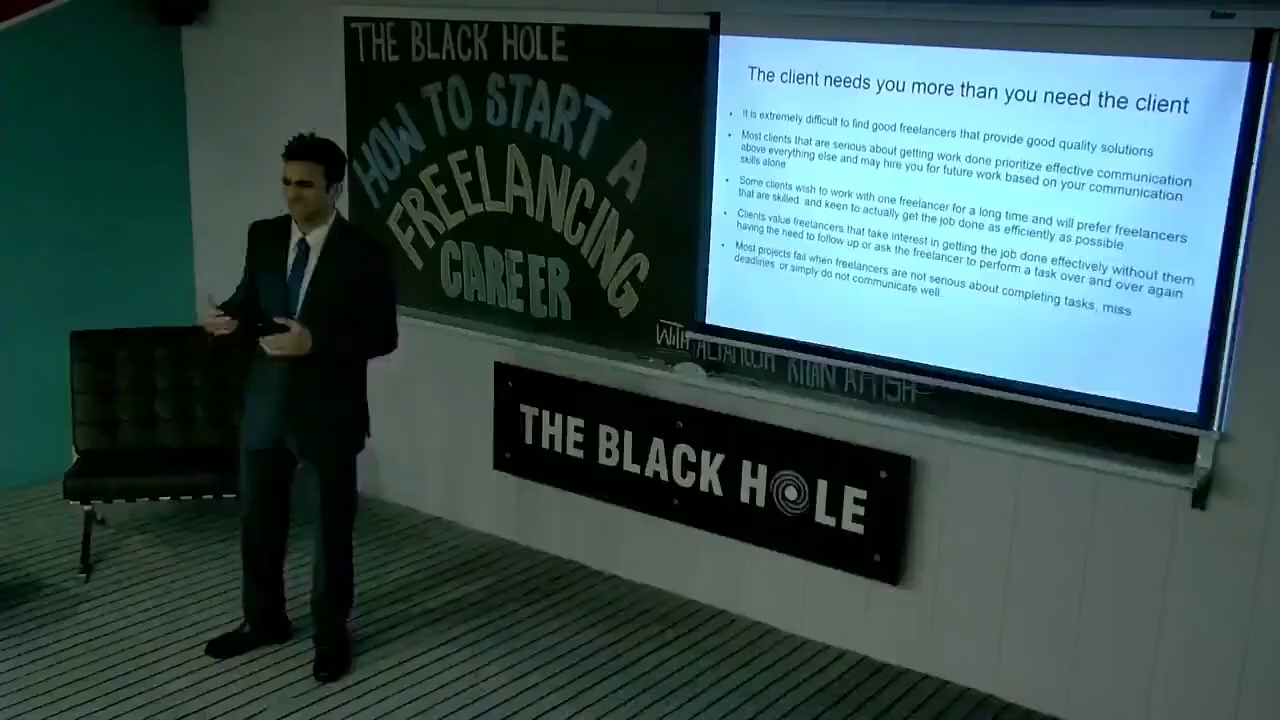 THE BLACK HOLE
HOW TO START A
FREELANCING
CAREER
WITH
KHAN
THE BLACK HOLE
The client needs you more than you need the client
• It is extremely difficult to find good freelancers that provide good quality solutions
• Most clients that are serious about getting work done prioritize effective communication
above everything else and may hire you for future work based on your communication
skills alone
• Some clients wish to work with one freelancer for a long time and will prefer freelancers
that are skilled and keen to actually get the job done as efficiently as possible
• Clients value freelancers that take interest in getting the job done effectively without them
having the need to follow up or ask the freelancer to perform a task over and over again
• Most projects fail when freelancers are not serious about completing tasks, miss
deadlines or simply do not communicate well